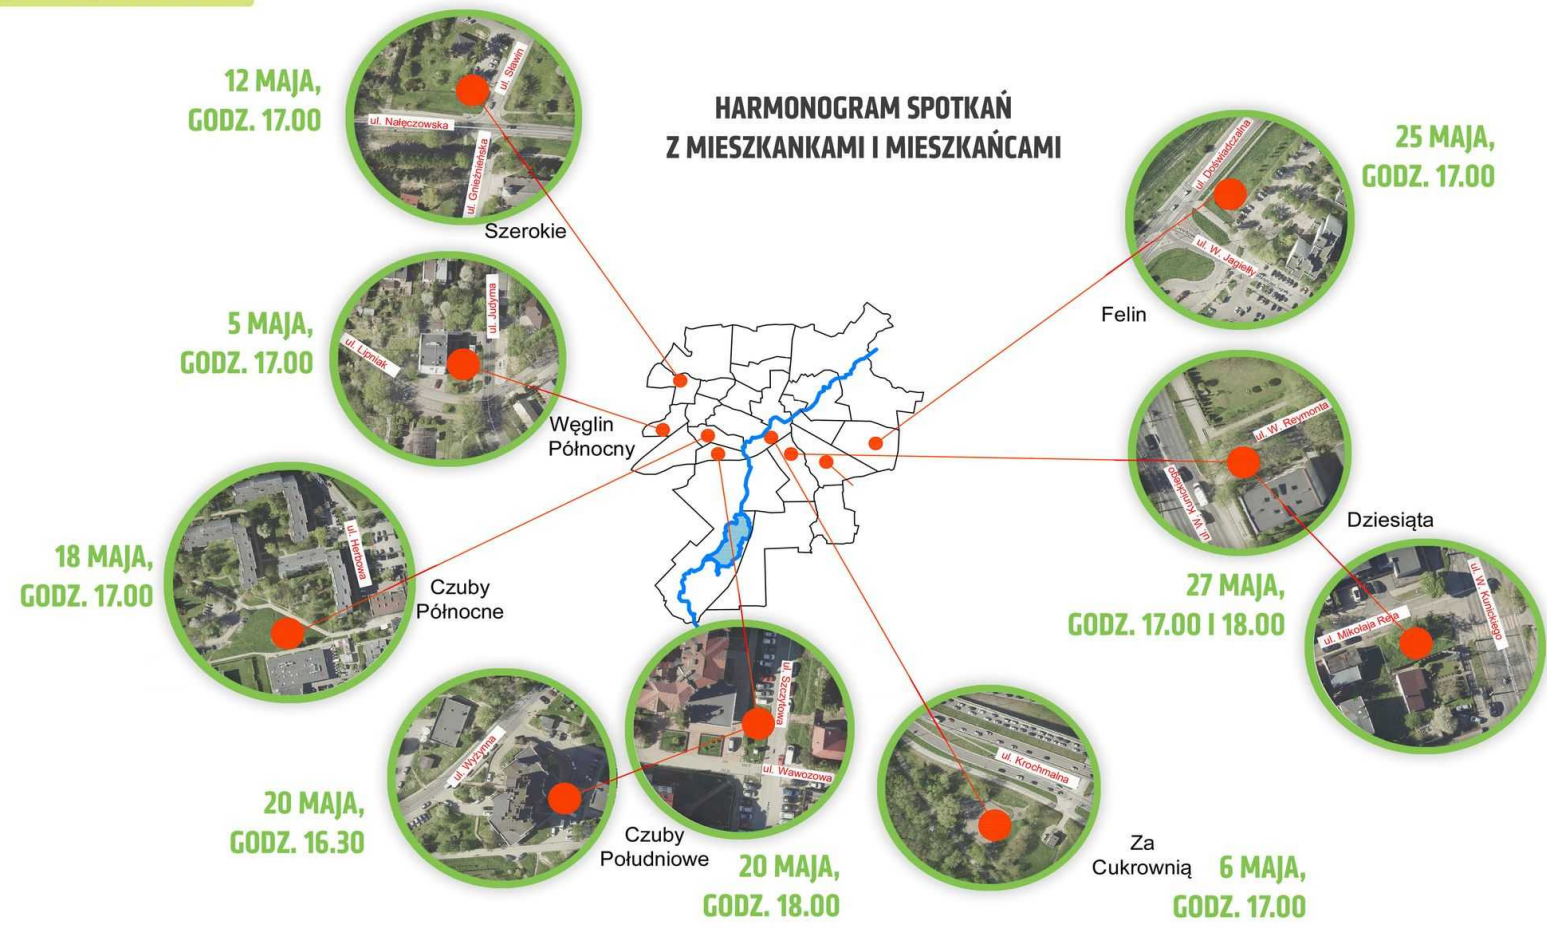 HARMONOGRAM SPOTKAŃ
Z MIESZKANKAMI I MIESZKAŃCAMI
12 MAJA,
GODZ. 17.00
ul. Sławin
ul. Nałęczowska
ul. Gnieźnieńska
Szerokie
5 MAJA,
GODZ. 17.00
ul. Judyma
ul. Lipniak
Węglin
Północny
18 MAJA,
GODZ. 17.00
ul. Herbowa
Czuby
Północne
20 MAJA,
GODZ. 16.30
ul. Wyżynna
ul. Szczytowa
ul. Wawozowa
Czuby
Południowe
20 MAJA,
GODZ. 18.00
ul. Krochmalna
Za
Cukrownią
6 MAJA,
GODZ. 17.00
25 MAJA,
GODZ. 17.00
ul. Doświadczalna
ul. W. Jagiełły
Felin
ul. W. Reymonta
ul. W. Kunickiego
Dziesiąta
27 MAJA,
GODZ. 17.00 I 18.00
ul. Mikołaja Reja
ul. W. Kunickiego